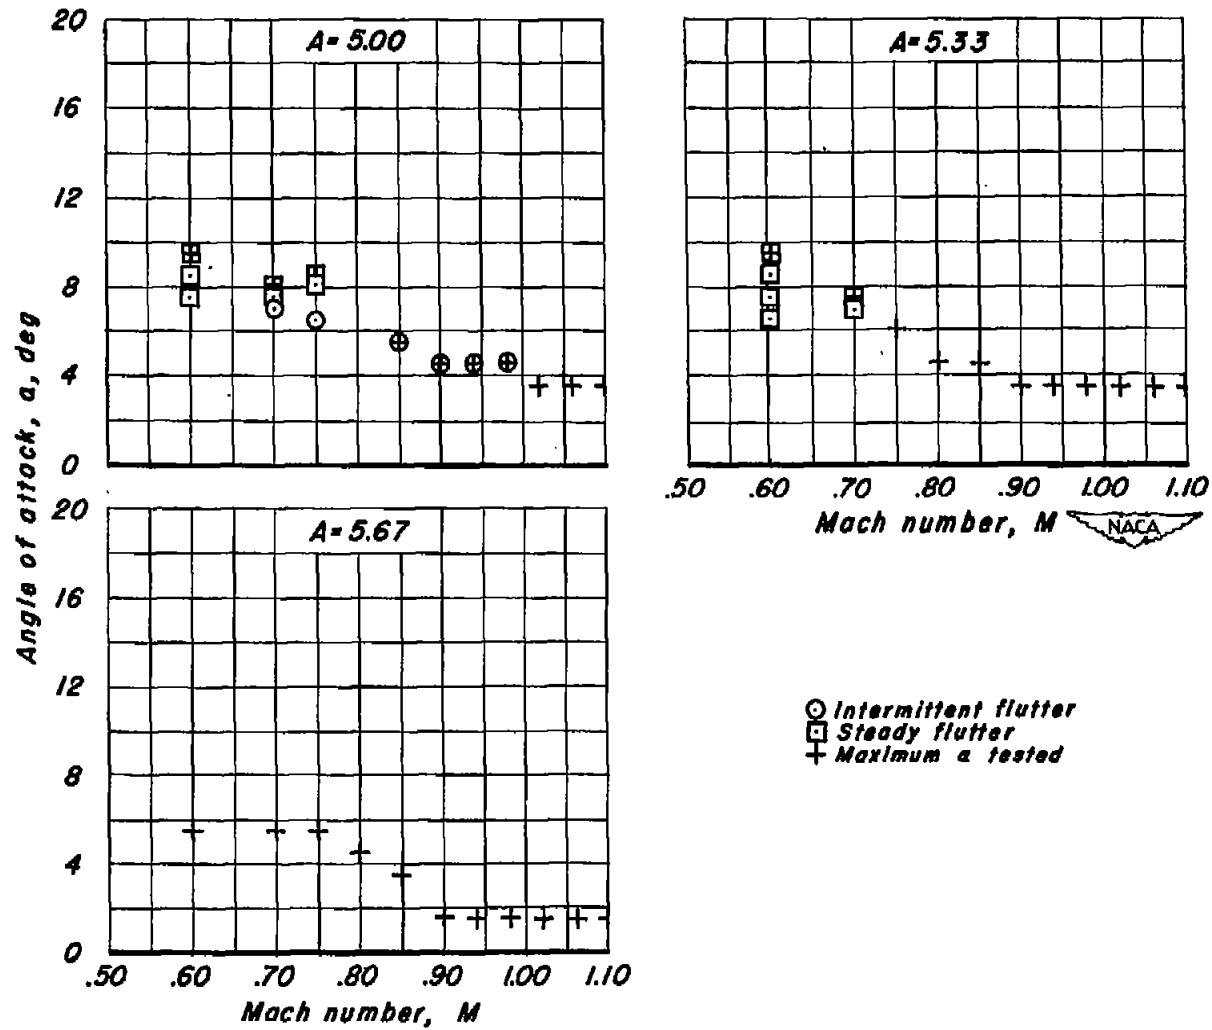 A= 5.00
20
16
12
8
4
0
A= 5.33
.50 .60 .70 .80 .90 1.00 1.10
Mach number, M
NACA
Angle of attack, a, deg
A= 5.67
20
16
12
8
4
0
.50 .60 .70 .80 .90 1.00 1.10
Mach number, M
Intermittent flutter
Steady flutter
Maximum a tested